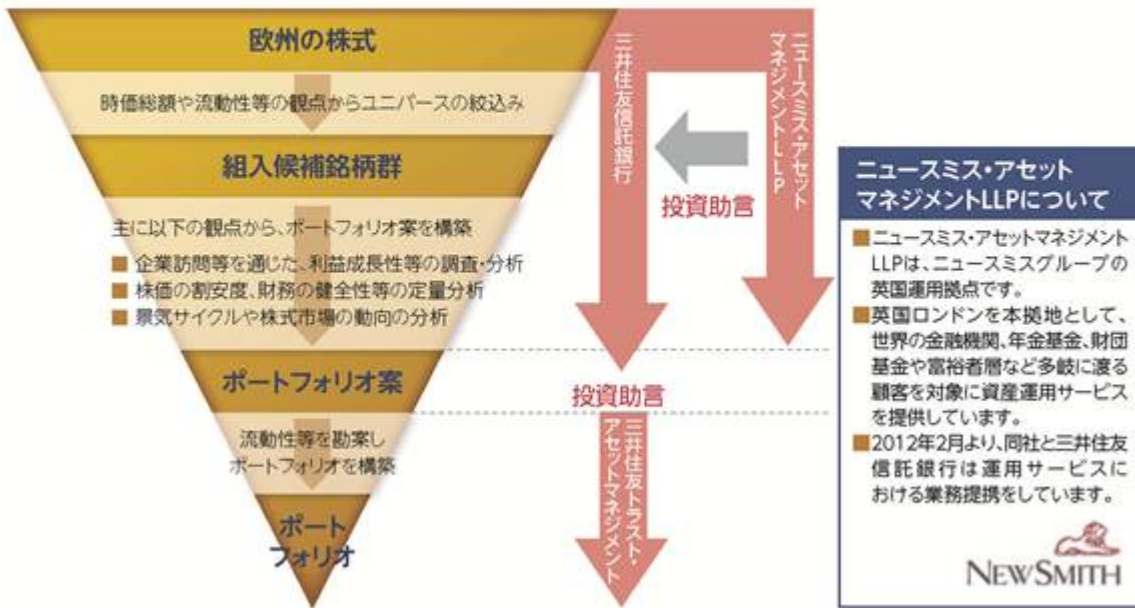 欧州の株式
時価総額や流動性等の観点からユニバースの絞込み
組入候補銘柄群
主に以下の観点から、ポートフォリオ案を構築
■ 企業訪問等を通じた、利益成長性等の調査・分析
■ 株価の割安度、財務の健全性等の定量分析
■ 景気サイクルや株式市場の動向の分析
ポートフォリオ案
流動性等を勘案し
ポートフォリオを構築
ポート
フォリオ
三井住友信託銀行
ニュースミス・アセット
マネジメントLLP
投資助言
投資助言
三井住友トラスト・
アセットマネジメント
ニュースミス・アセット
マネジメントLLPについて
■ニュースミス・アセットマネジメント
LLPは、ニュースミスグループの
英国運用拠点です。
■英国ロンドンを本拠地として、
世界の金融機関、年金基金、財団
基金や富裕者層など多岐に渡る
顧客を対象に資産運用サービス
を提供しています。
■2012年2月より、同社と三井住友
信託銀行は運用サービスに
おける業務提携をしています。
NEWSMITH